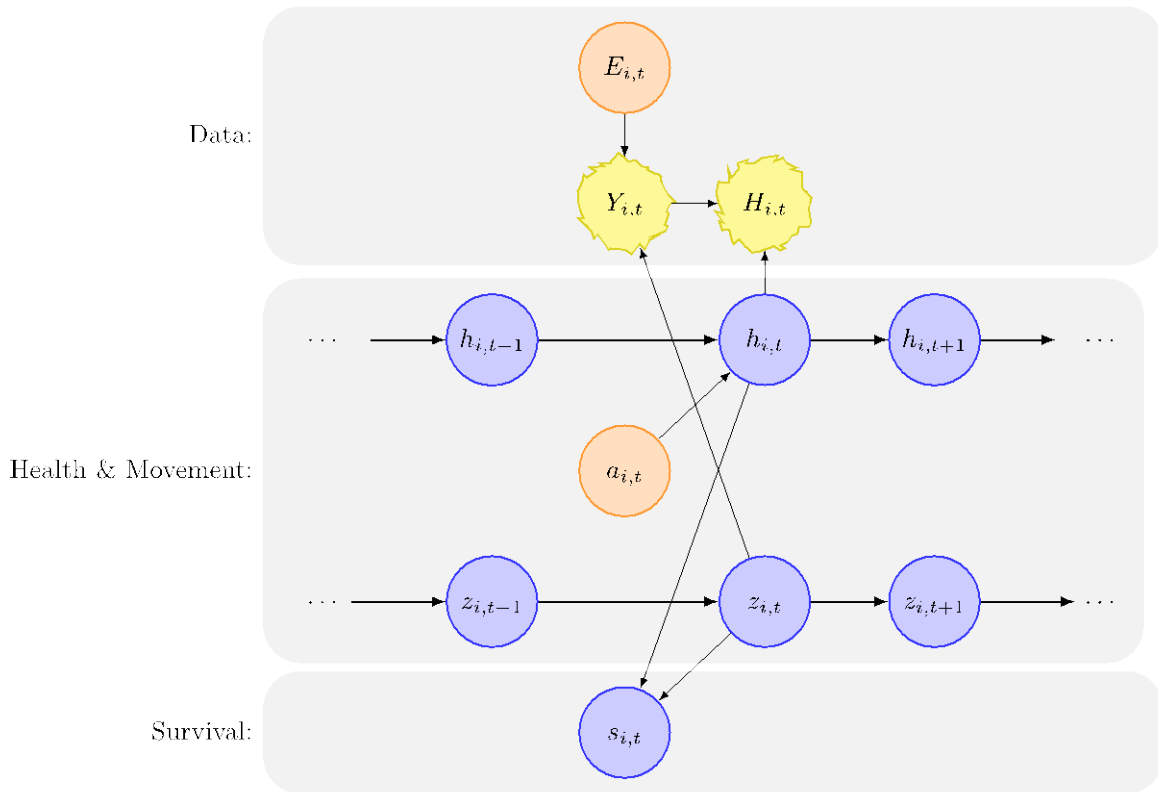 E_{i,t}
Data:
Y_{i,t} H_{i,t}
... h_{i,t−1} h_{i,t} h_{i,t+1} ...
a_{i,t}
Health & Movement:
... z_{i,t−1} z_{i,t} z_{i,t+1} ...
Survival:
s_{i,t}